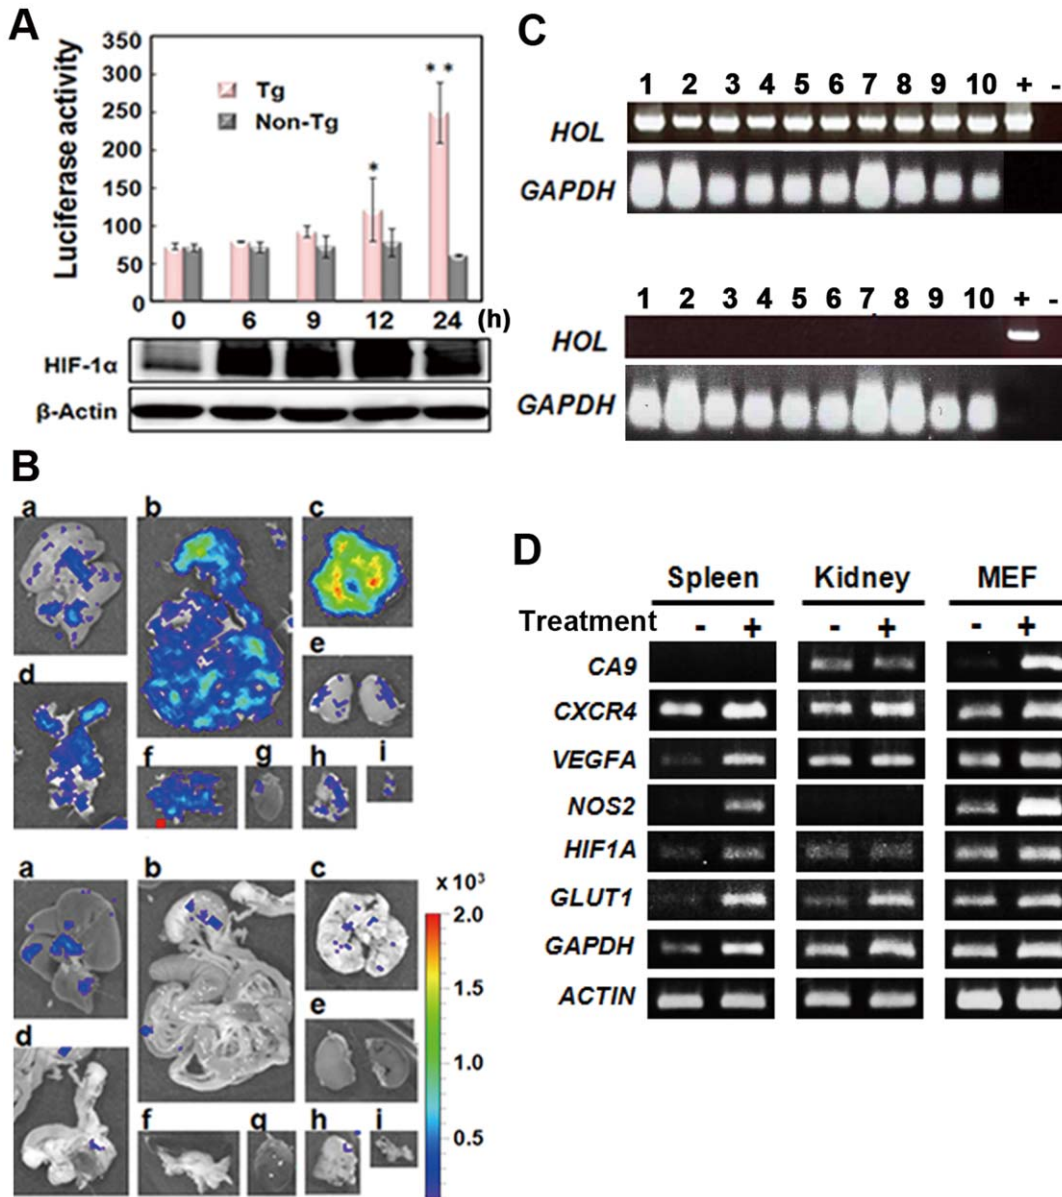 A
Luciferase activity
350
300
250
200
150
100
50
0
Tg
Non-Tg
*
* *
0 6 9 12 24 (h)
HIF-1α
β-Actin
B
a b c
d e
f g h i
a b c
d e
f g h i
x 10³
2.0
1.5
1.0
0.5
C
1 2 3 4 5 6 7 8 9 10 + -
HOL
GAPDH
1 2 3 4 5 6 7 8 9 10 + -
HOL
GAPDH
D
Spleen Kidney MEF
Treatment - + - + - +
CA9
CXCR4
VEGFA
NOS2
HIF1A
GLUT1
GAPDH
ACTIN